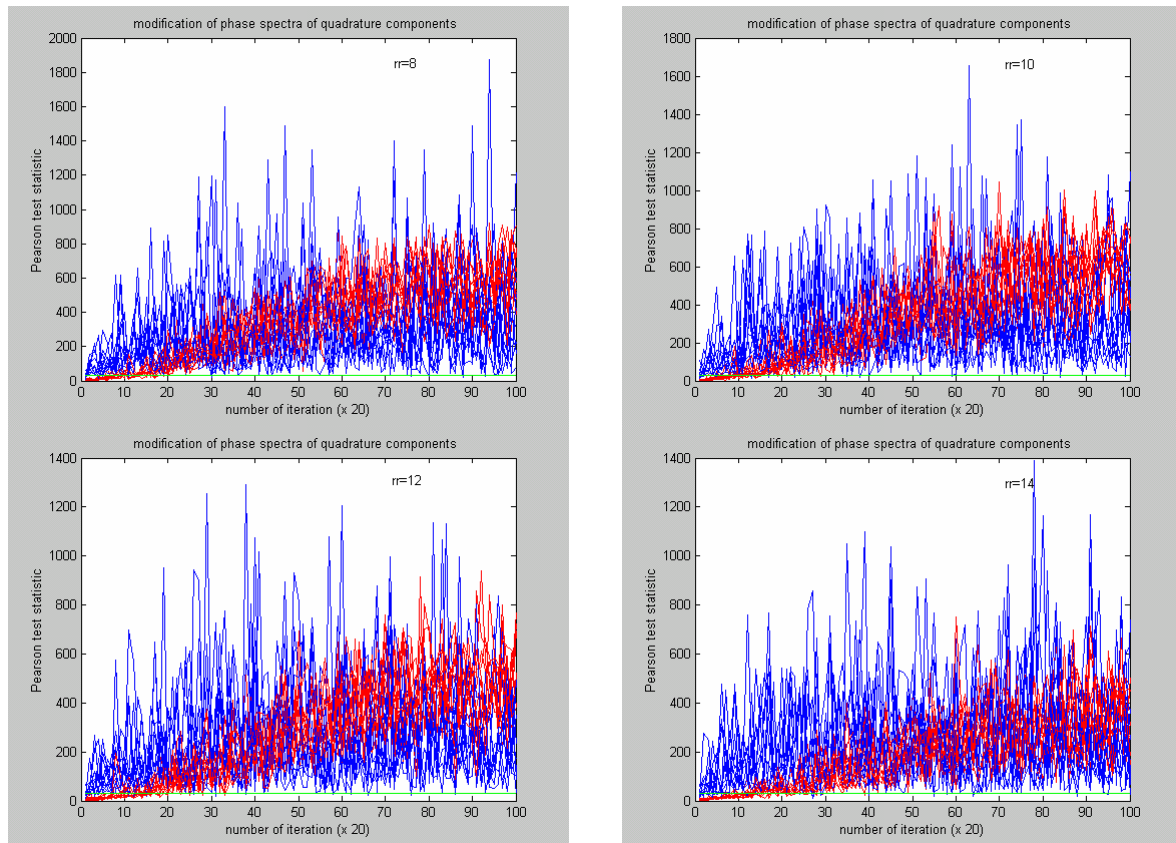 modification of phase spectra of quadrature components
rr=8
Pearson test statistic
2000
1800
1600
1400
1200
1000
800
600
400
200
0
0 10 20 30 40 50 60 70 80 90 100
number of iteration (x 20)
modification of phase spectra of quadrature components
rr=10
Pearson test statistic
1800
1600
1400
1200
1000
800
600
400
200
0
0 10 20 30 40 50 60 70 80 90 100
number of iteration (x 20)
modification of phase spectra of quadrature components
rr=12
Pearson test statistic
1400
1200
1000
800
600
400
200
0
0 10 20 30 40 50 60 70 80 90 100
number of iteration (x 20)
modification of phase spectra of quadrature components
rr=14
Pearson test statistic
1400
1200
1000
800
600
400
200
0
0 10 20 30 40 50 60 70 80 90 100
number of iteration (x 20)